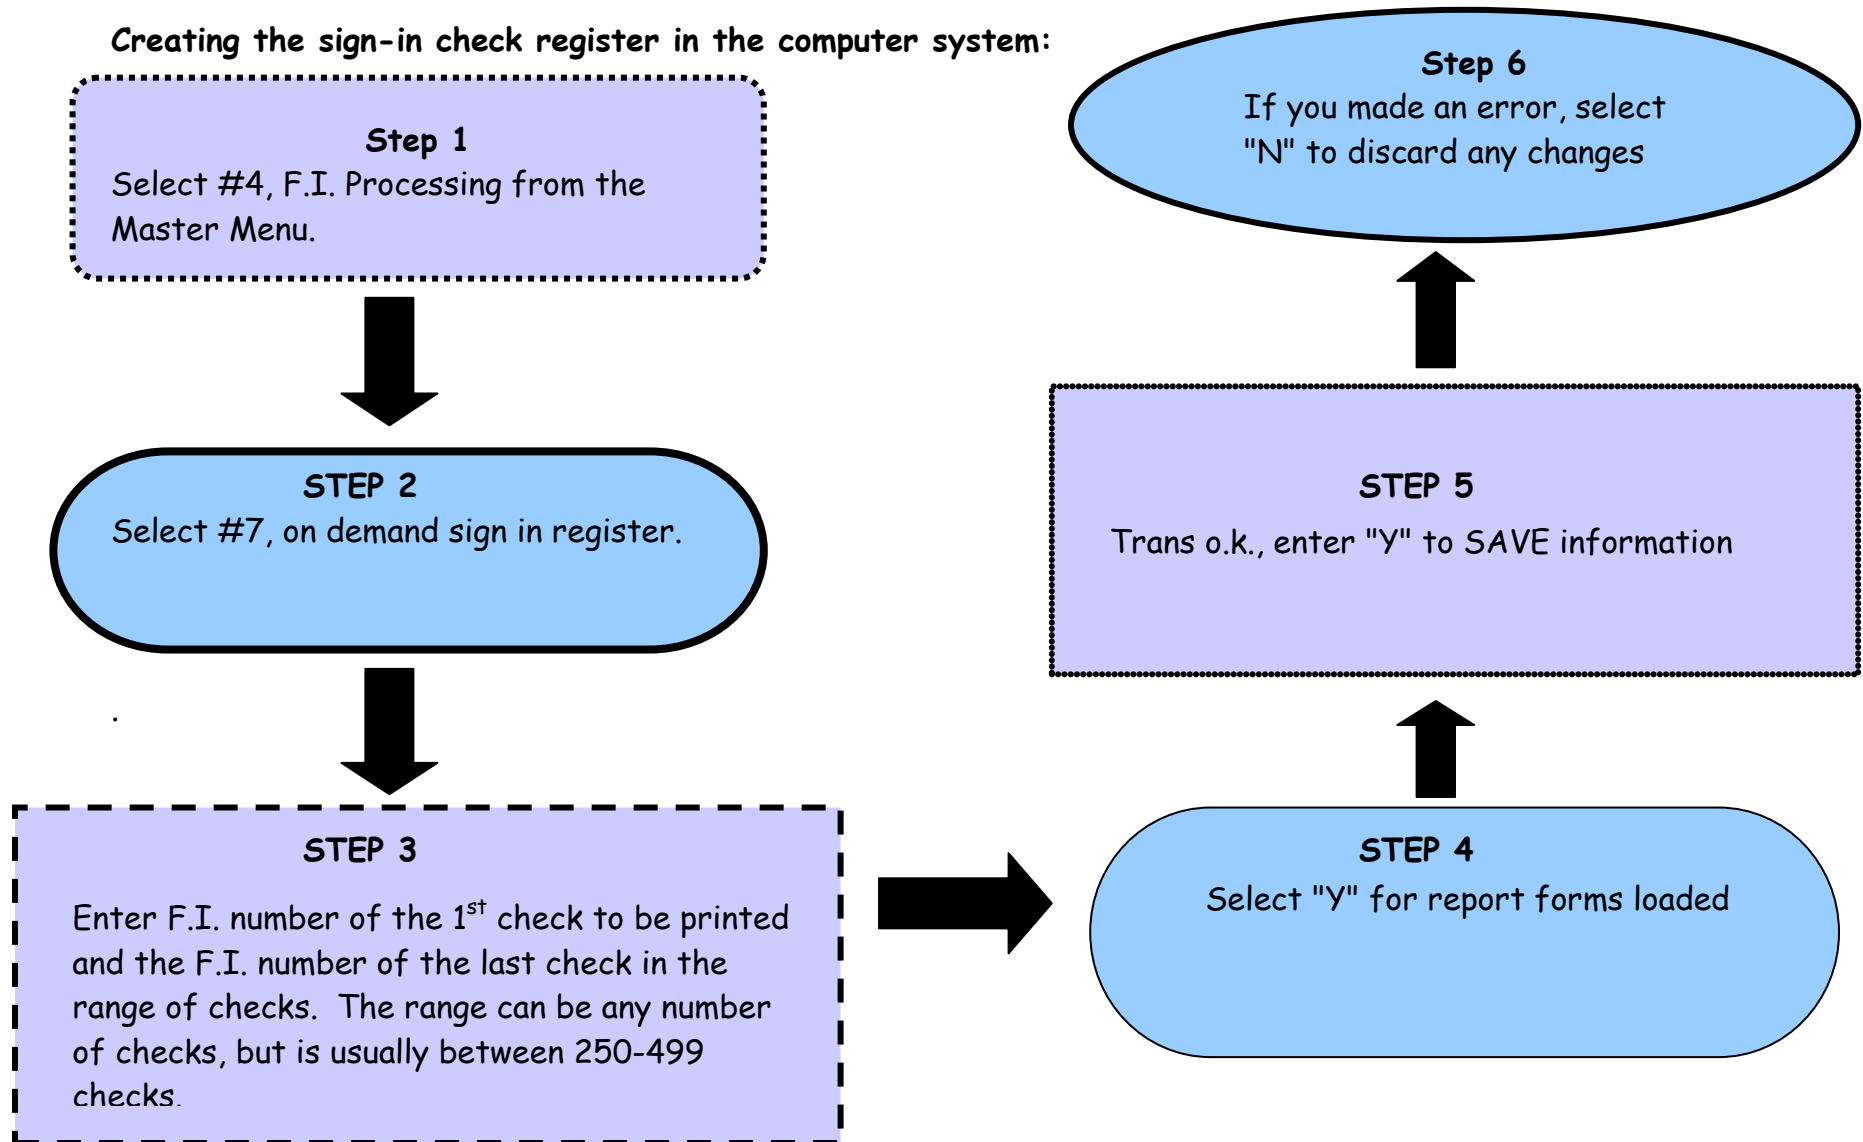 Creating the sign-in check register in the computer system:
Step 1
Select #4, F.I. Processing from the
Master Menu.
STEP 2
Select #7, on demand sign in register.
.
STEP 3
Enter F.I. number of the 1st check to be printed
and the F.I. number of the last check in the
range of checks.  The range can be any number
of checks, but is usually between 250-499
checks.
STEP 4
Select "Y" for report forms loaded
STEP 5
Trans o.k., enter "Y" to SAVE information
Step 6
If you made an error, select
"N" to discard any changes